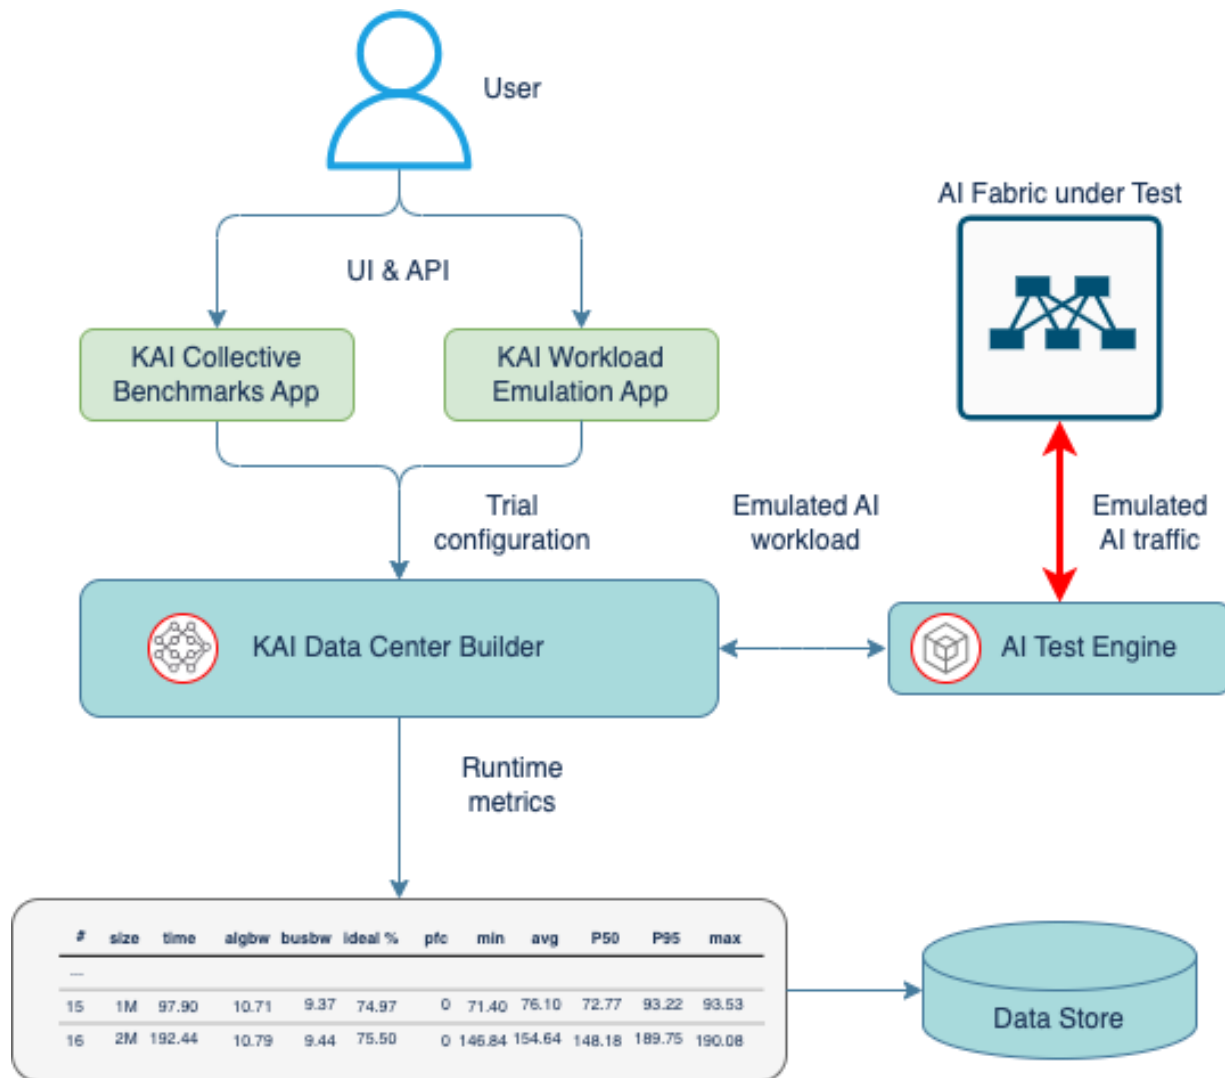 User
AI Fabric under Test
UI & API
KAI Collective
Benchmarks App
KAI Workload
Emulation App
Trial
configuration
Emulated AI
workload
Emulated
AI traffic
KAI Data Center Builder
AI Test Engine
Runtime
metrics
# size time algbw busbw ideal % pfc min avg P50 P95 max
...
15 1M 97.90 10.71 9.37 74.97 0 71.40 76.10 72.77 93.22 93.53
16 2M 192.44 10.79 9.44 75.50 0 146.84 154.64 148.18 189.75 190.08
Data Store